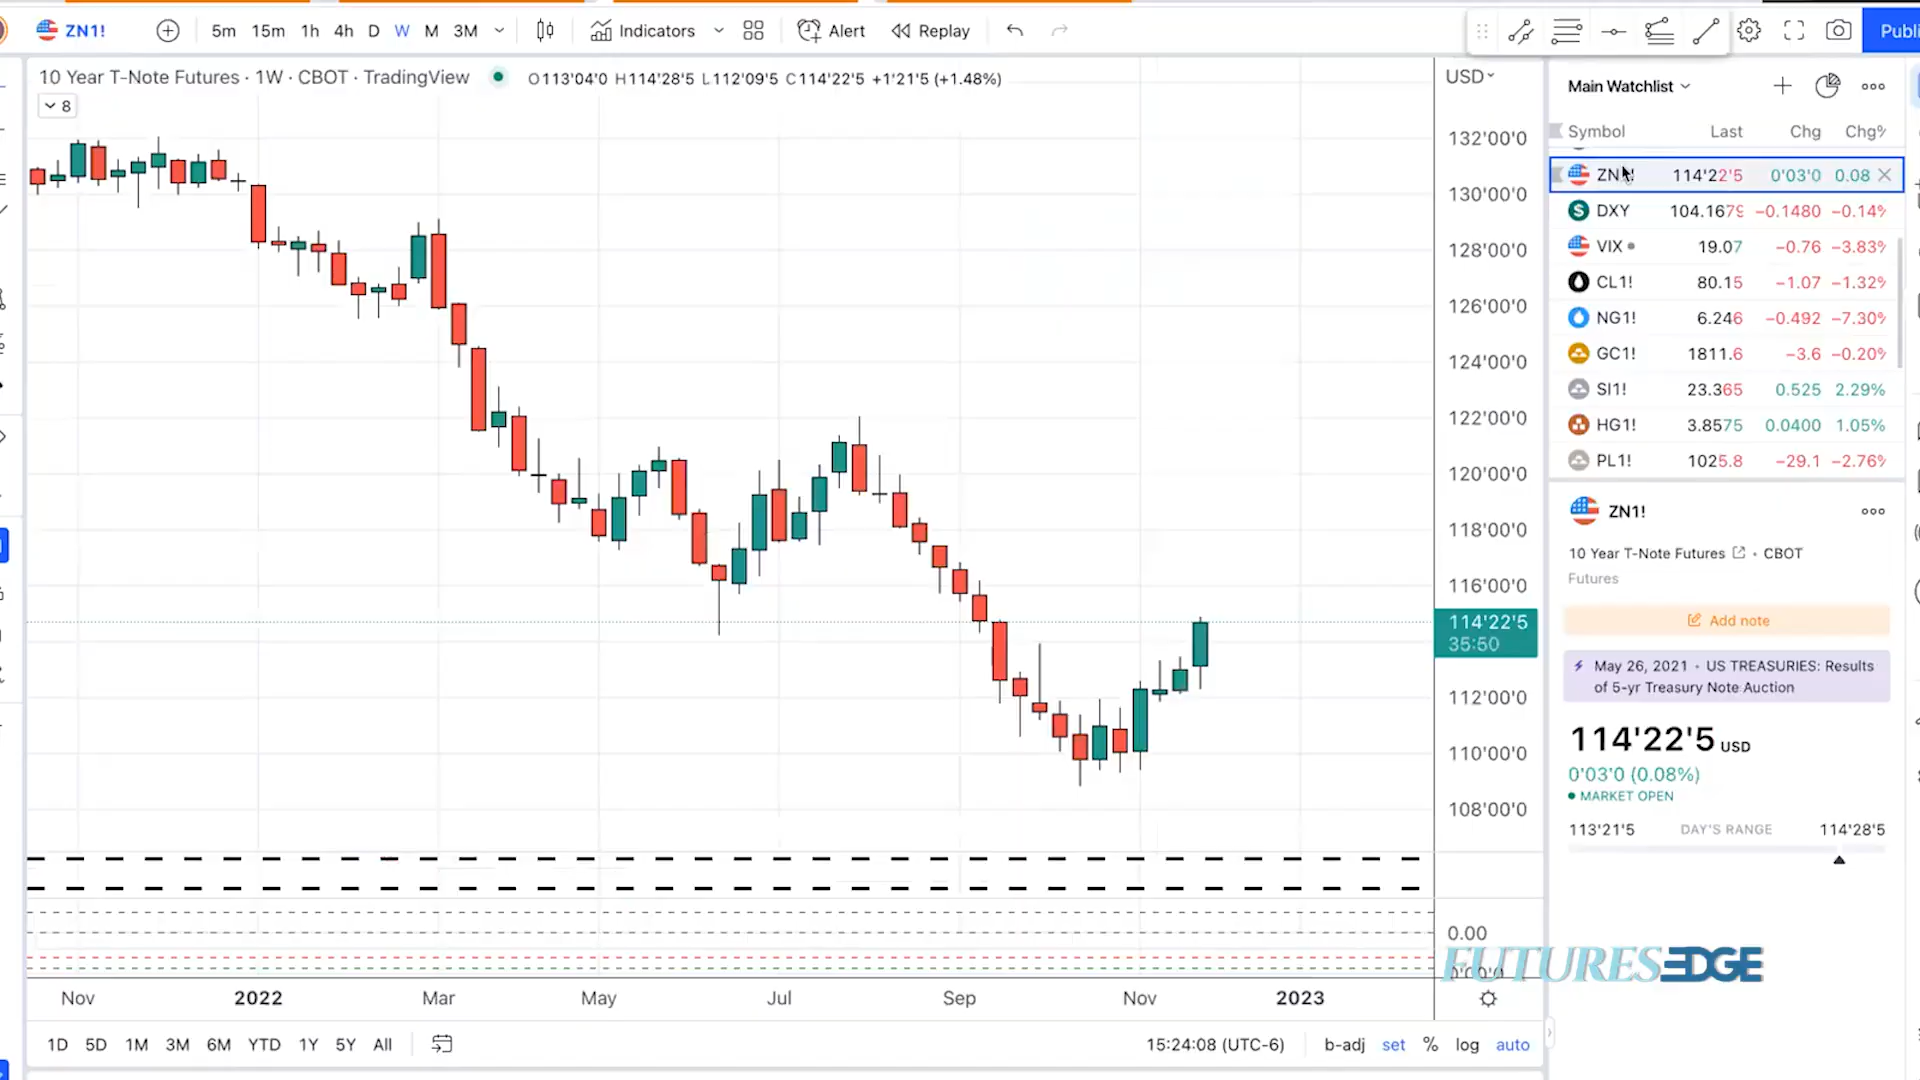 ZN1! 5m 15m 1h 4h D W M 3M Indicators Alert Replay
10 Year T-Note Futures · 1W · CBOT · TradingView O113'04'0 H114'28'5 L112'09'5 C114'22'5 +1'21'5 (+1.48%)
8
USD
132'00'0
130'00'0
128'00'0
126'00'0
124'00'0
122'00'0
120'00'0
118'00'0
116'00'0
114'22'5
35:50
112'00'0
110'00'0
108'00'0
0.00
Nov 2022 Mar May Jul Sep Nov 2023
1D 5D 1M 3M 6M YTD 1Y 5Y All 15:24:08 (UTC-6) b-adj set % log auto
Main Watchlist
Symbol Last Chg Chg%
114'22'5 0'03'0 0.08
DXY 104.1679 −0.1480 −0.14%
VIX 19.07 −0.76 −3.83%
CL1! 80.15 −1.07 −1.32%
NG1! 6.246 −0.492 −7.30%
GC1! 1811.6 −3.6 −0.20%
SI1! 23.365 0.525 2.29%
HG1! 3.8575 0.0400 1.05%
PL1! 1025.8 −29.1 −2.76%
ZN1!
10 Year T-Note Futures • CBOT
Futures
Add note
May 26, 2021 • US TREASURIES: Results
of 5-yr Treasury Note Auction
114'22'5 USD
0'03'0 (0.08%)
MARKET OPEN
113'21'5 DAY'S RANGE 114'28'5
FUTURES EDGE